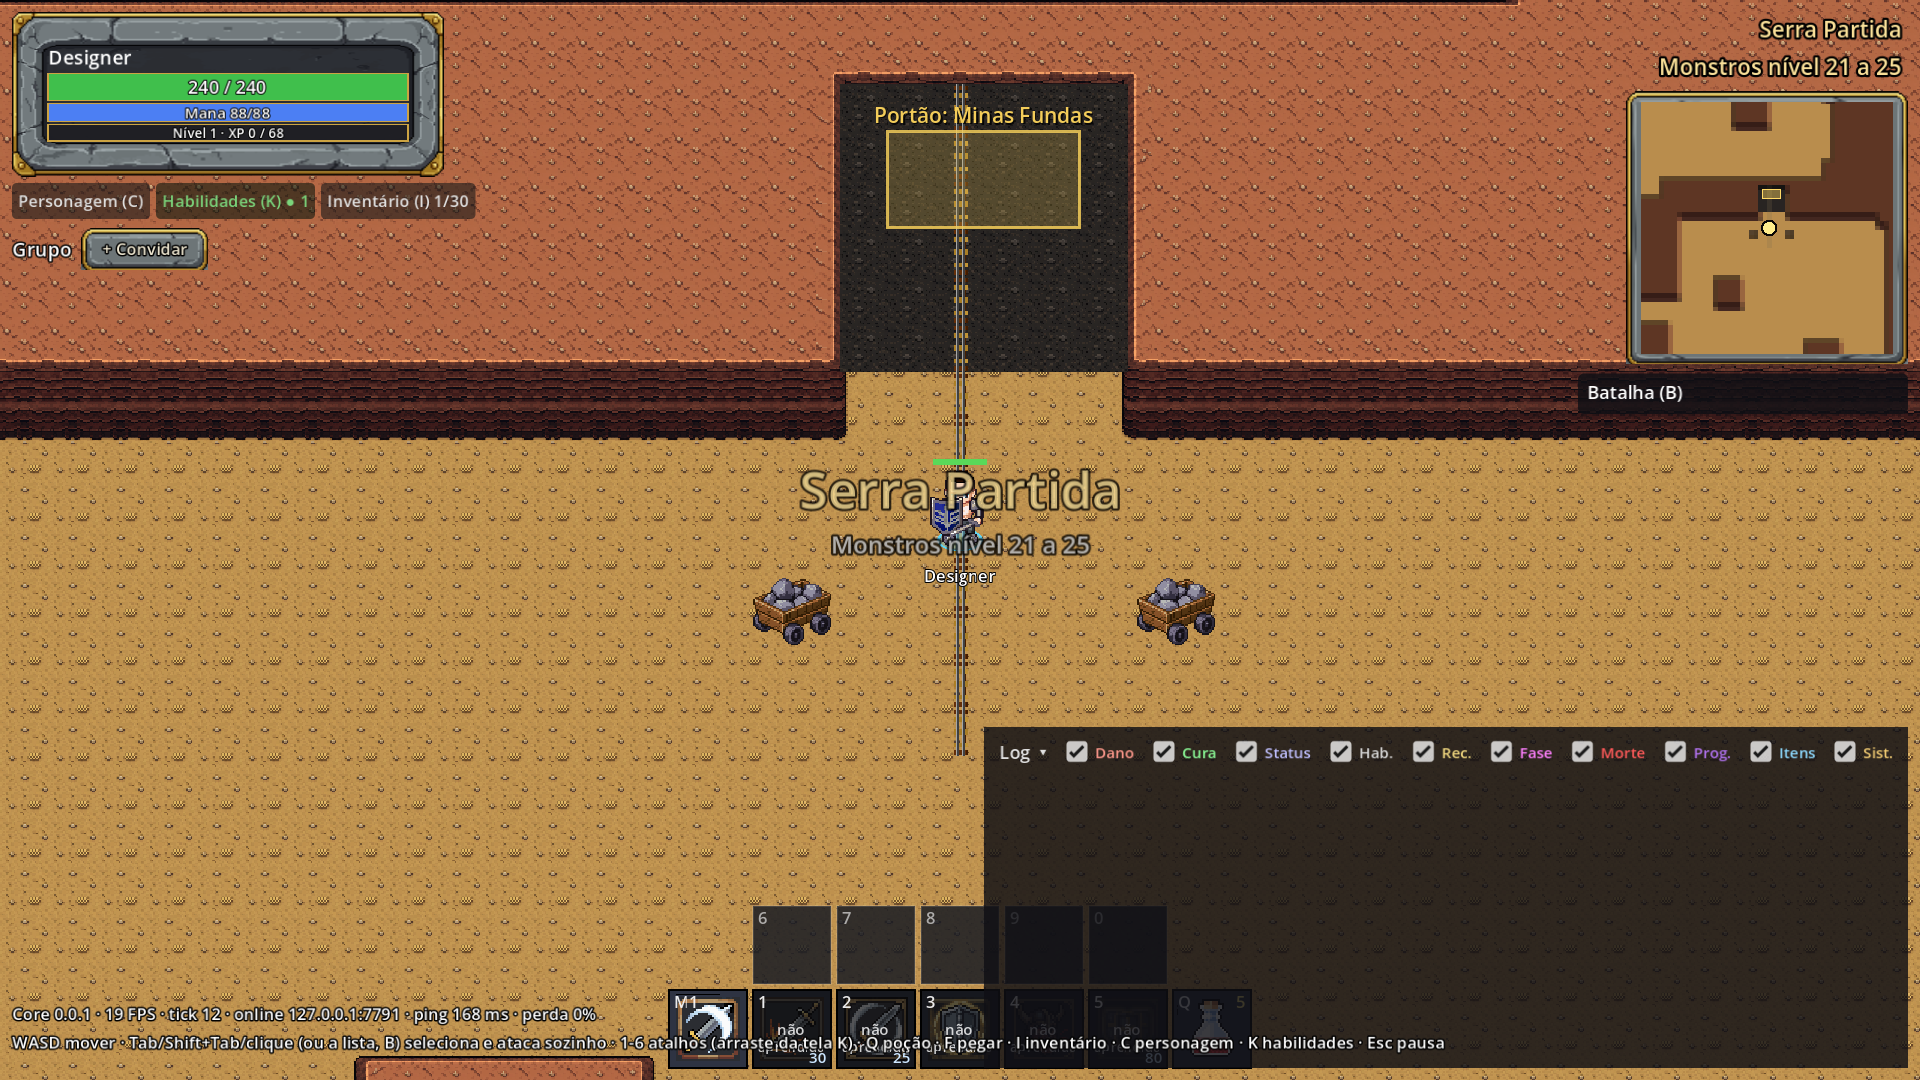 Designer
240 / 240
Mana 88/88
Nível 1 · XP 0 / 68
Personagem (C)
Habilidades (K) ● 1
Inventário (I) 1/30
Grupo
+ Convidar
Serra Partida
Monstros nível 21 a 25
Batalha (B)
Portão: Minas Fundas
Serra Partida
Monstros nível 21 a 25
Designer
Log ▾
Dano
Cura
Status
Hab.
Rec.
Fase
Morte
Prog.
Itens
Sist.
6
7
8
9
0
M1
1
não
30
2
não
25
3
não
4
não
5
não
80
Q
5
Core 0.0.1 · 19 FPS · tick 12 · online 127.0.0.1:7791 · ping 168 ms · perda 0%
WASD mover · Tab/Shift+Tab/clique (ou a lista, B) seleciona e ataca sozinho · 1-6 atalhos (arraste da tela K) · Q poção · F pegar · I inventário · C personagem · K habilidades · Esc pausa